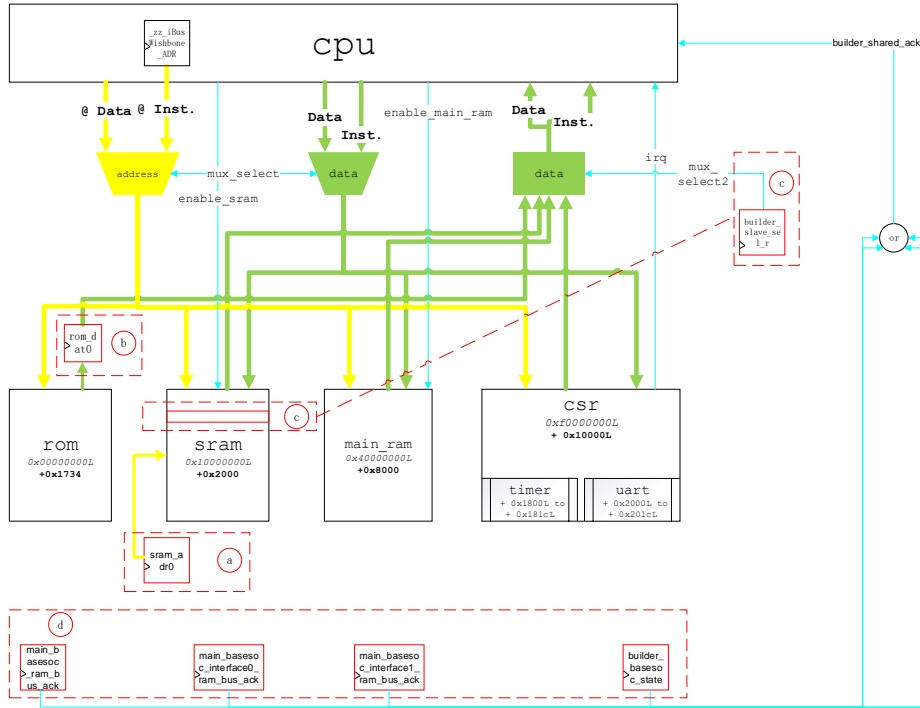 _zz_iBus
Wishbone
_ADR
cpu
builder_shared_ack
@ Data @ Inst.
Data
Inst.
enable_main_ram
Data
Inst.
irq
mux_
select2
c
address
mux_select
data
data
enable_sram
builder_
slave_se
l_r
or
rom_d
at0
b
c
rom
0x00000000L
+0x1734
sram
0x10000000L
+0x2000
main_ram
0x40000000L
+0x8000
csr
0xf0000000L
+ 0x10000L
timer
+ 0x1800L to
+ 0x181cL
uart
+ 0x2000L to
+ 0x201cL
sram_a
dr0
a
d
main_b
asesoc_
ram_b
us_ack
main_baseso
c_interface0_
ram_bus_ack
main_baseso
c_interface1_
ram_bus_ack
builder_
baseso
c_state